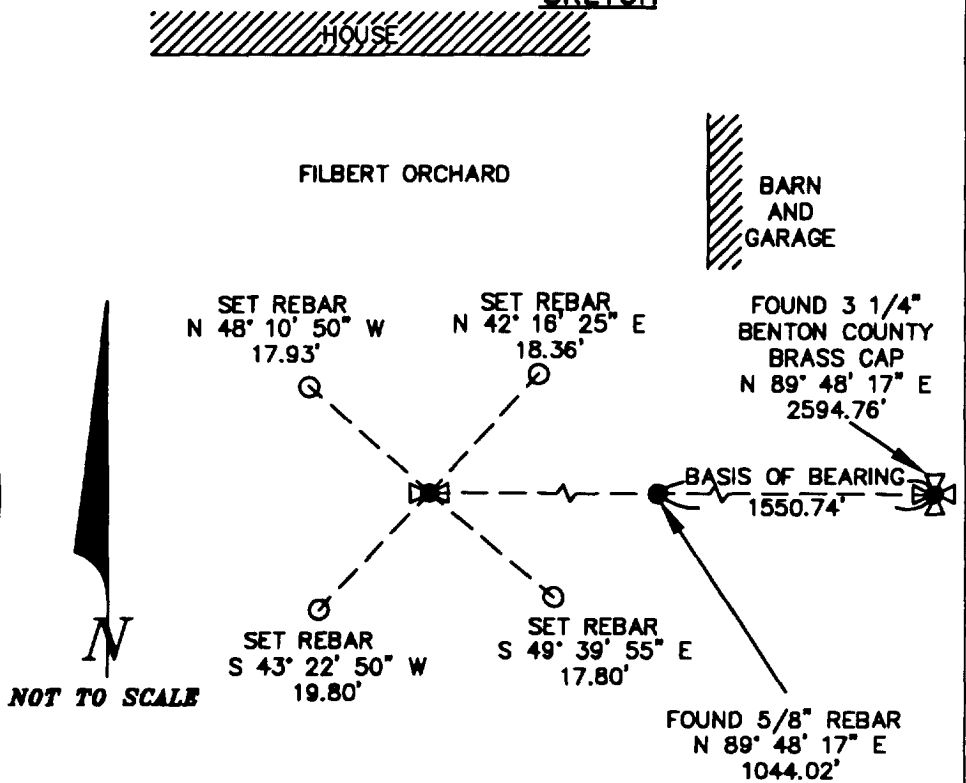 HOUSE
FILBERT ORCHARD
BARN
AND
GARAGE
SET REBAR
N 48° 10' 50" W
17.93'
SET REBAR
N 42° 16' 25" E
18.36'
FOUND 3 1/4"
BENTON COUNTY
BRASS CAP
N 89° 48' 17" E
2594.76'
BASIS OF BEARING
1550.74'
SET REBAR
S 43° 22' 50" W
19.80'
SET REBAR
S 49° 39' 55" E
17.80'
N
NOT TO SCALE
FOUND 5/8" REBAR
N 89° 48' 17" E
1044.02'